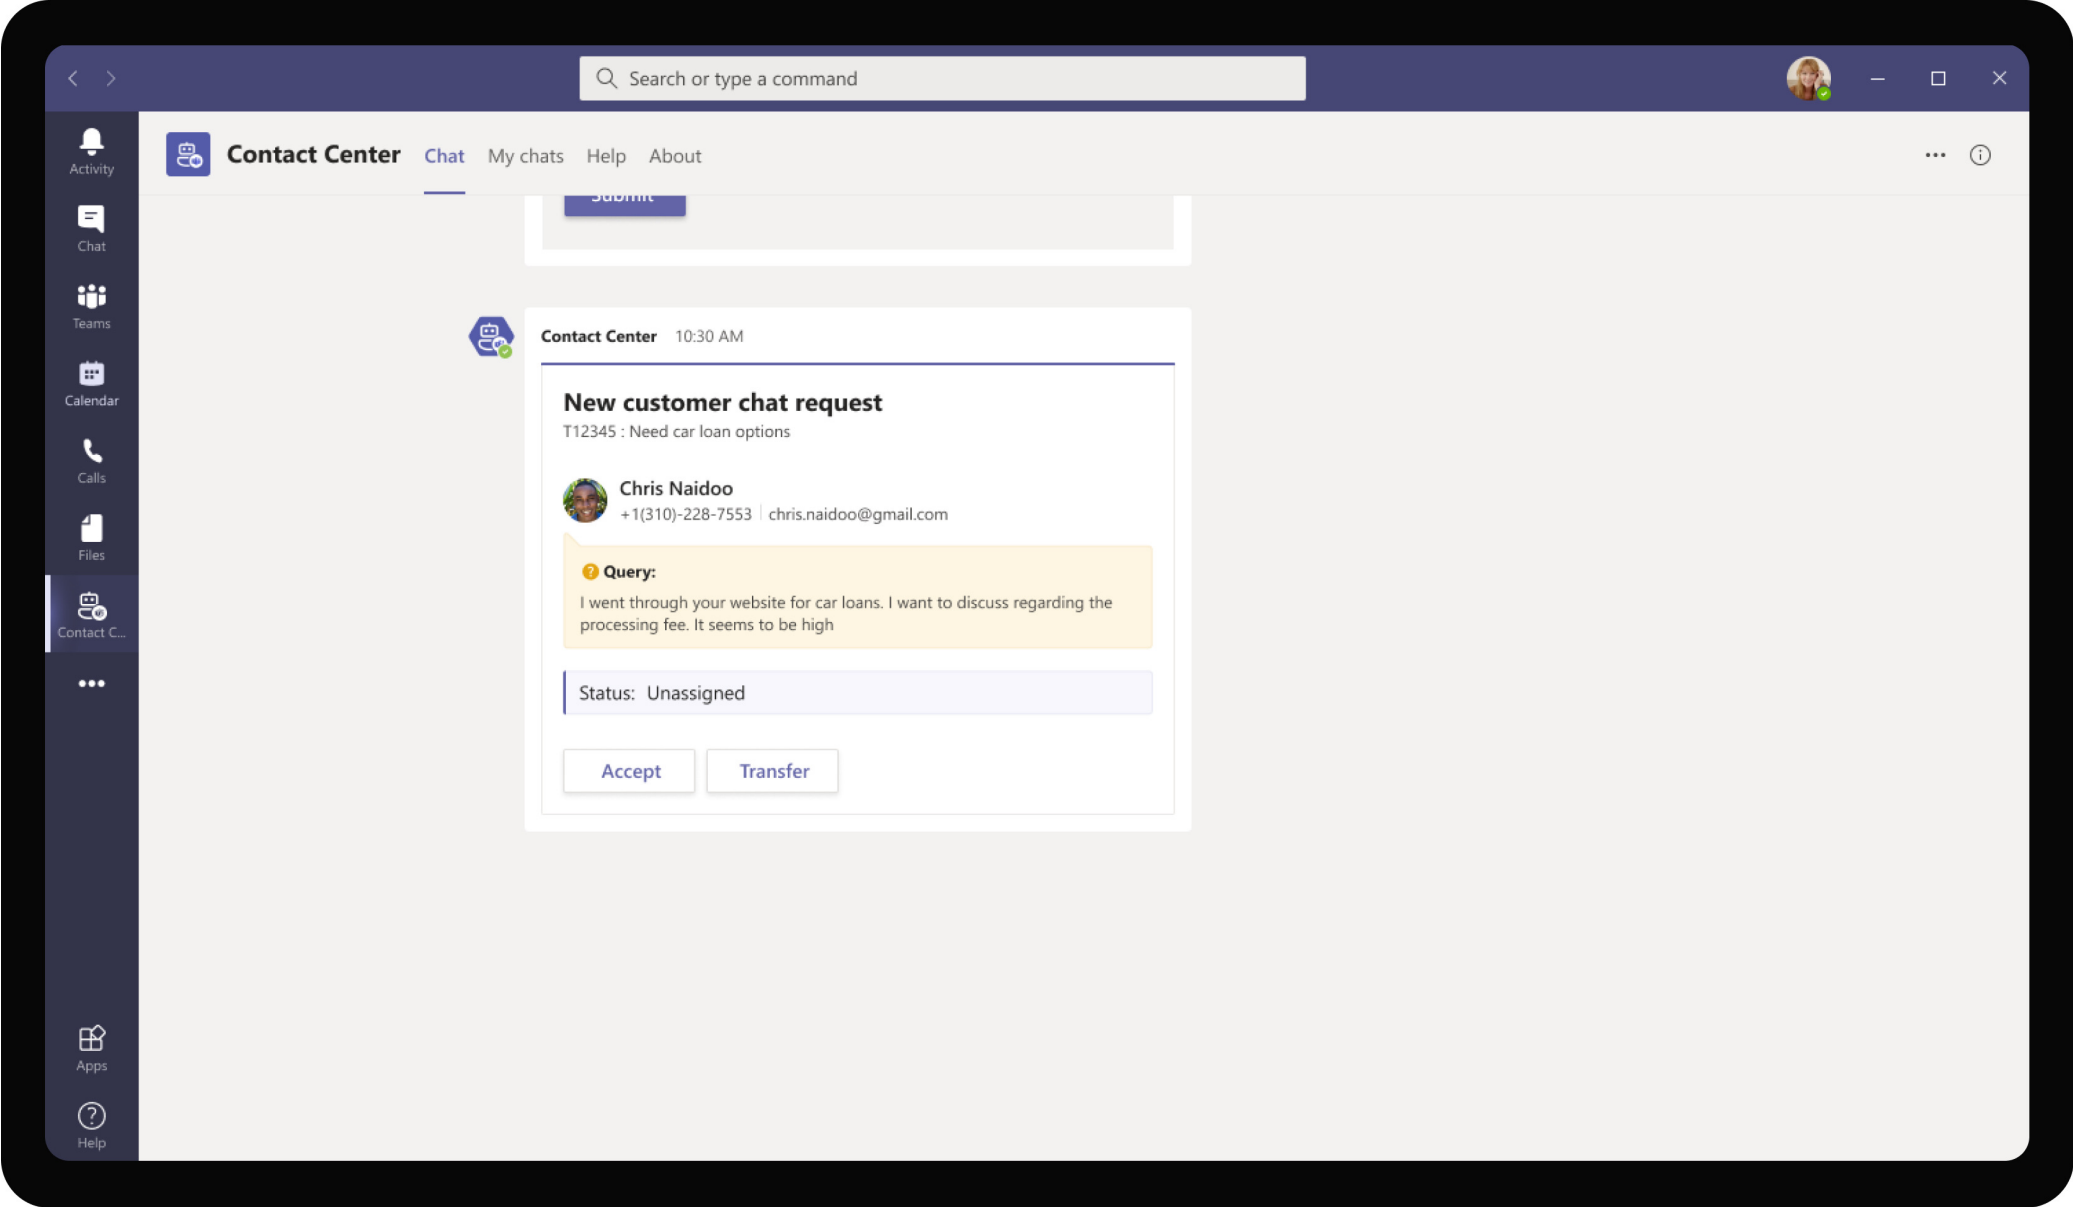 Search or type a command
Activity
Chat
Teams
Calendar
Calls
Files
Contact C...
Apps
Help
Contact Center
Chat
My chats
Help
About
Submit
Contact Center 10:30 AM
New customer chat request
T12345 : Need car loan options
Chris Naidoo
+1(310)-228-7553 chris.naidoo@gmail.com
Query:
I went through your website for car loans. I want to discuss regarding the
processing fee. It seems to be high
Status: Unassigned
Accept
Transfer